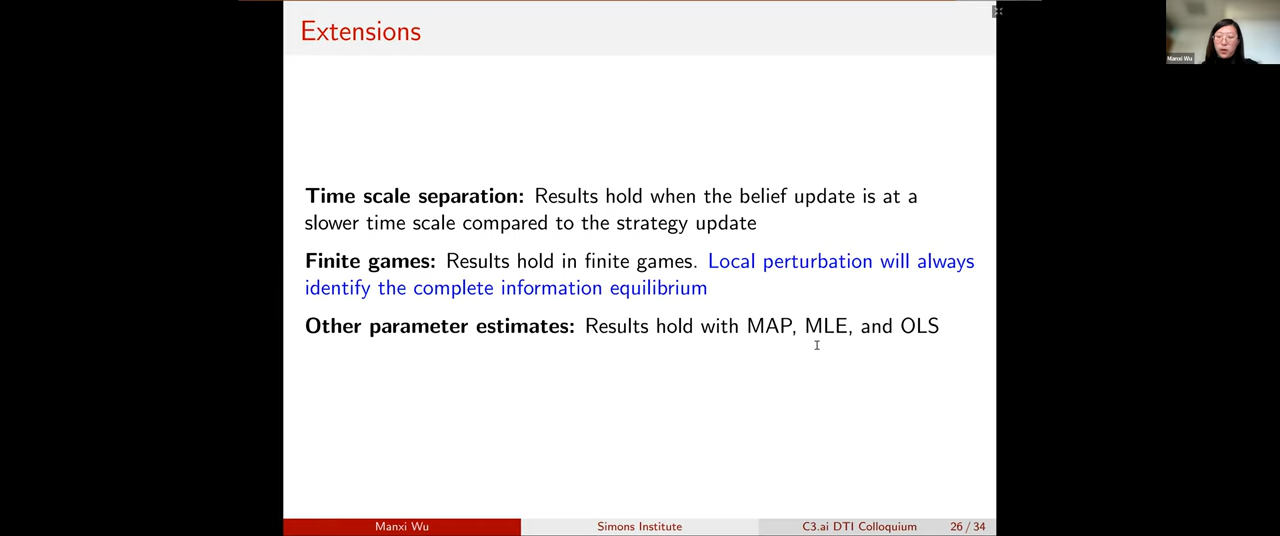 Extensions
Manxi Wu
Time scale separation: Results hold when the belief update is at a
slower time scale compared to the strategy update
Finite games: Results hold in finite games. Local perturbation will always
identify the complete information equilibrium
Other parameter estimates: Results hold with MAP, MLE, and OLS
Manxi Wu
Simons Institute
C3.ai DTI Colloquium
26 / 34